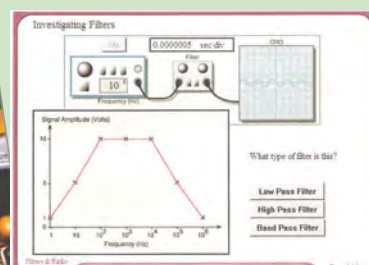 Investigating Filters
0.0000005 sec/div
CRO
Filter
10
Frequency (Hz)
Signal Amplitude (Volts)
10
5
1
0
1 10 10² 10³ 10⁴ 10⁵ 10⁶
Frequency (Hz)
What type of filter is this?
Low Pass Filter
High Pass Filter
Band Pass Filter